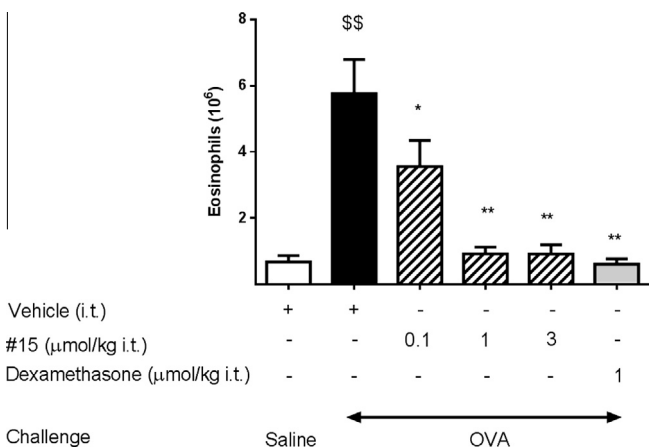 8
$$
6
*
Eosinophils (10⁶)
4
**
**
2
**
Vehicle (i.t.) + + - - - -
#15 (μmol/kg i.t.) - - 0.1 1 3 -
Dexamethasone (μmol/kg i.t.) - - - - - 1
Challenge Saline OVA